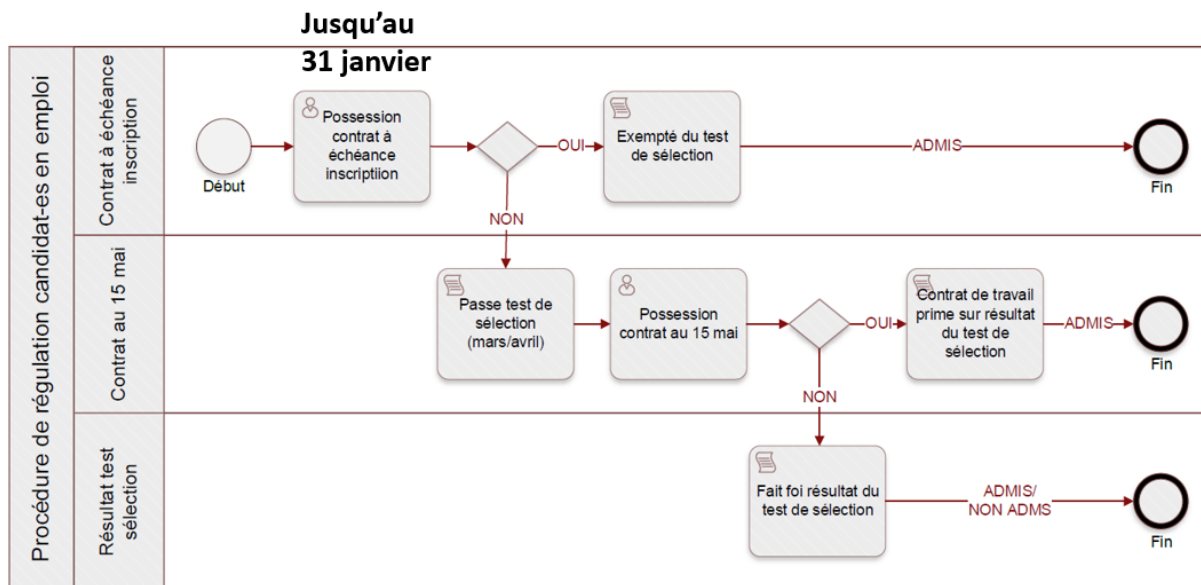 Jusqu'au
31 janvier
Procédure de régulation candidat-es en emploi
Contrat à échéance
inscription
Début
Possession
contrat à
échéance
inscriptiion
OUI
Exempté du test
de sélection
ADMIS
Fin
NON
Contrat au 15 mai
Passe test de
sélection
(mars/avril)
Possession
contrat au 15 mai
OUI
Contrat de travail
prime sur résultat
du test de
sélection
ADMIS
Fin
NON
Résultat test
sélection
Fait foi résultat du
test de sélection
ADMIS/
NON ADMS
Fin